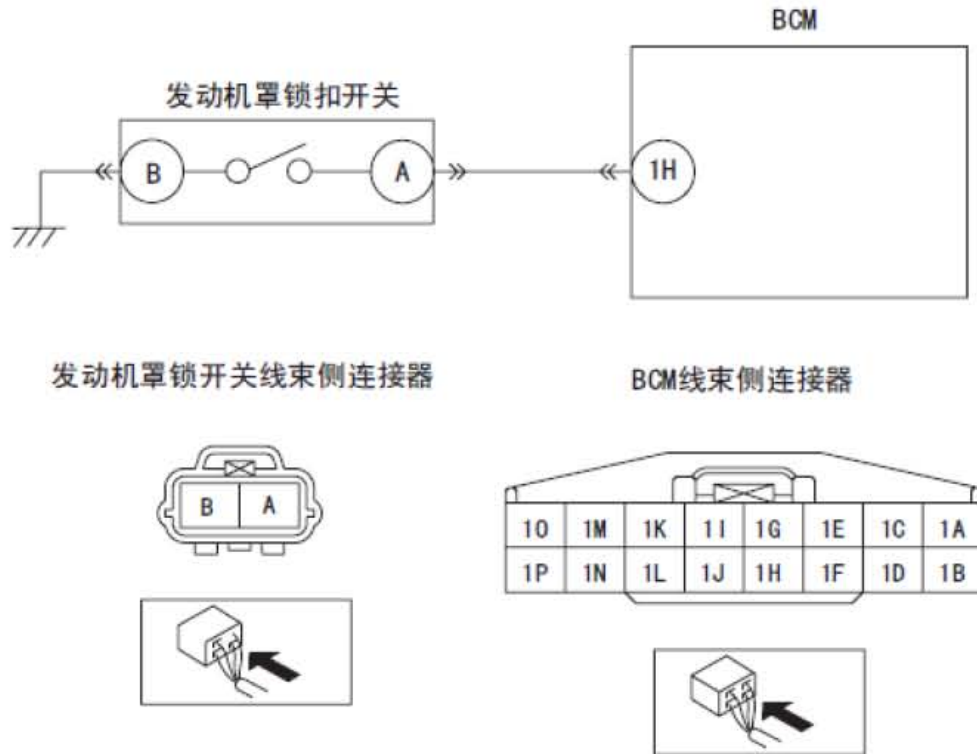 BCM
发动机罩锁扣开关
B
A
1H
发动机罩锁开关线束侧连接器
BCM线束侧连接器
B A
1O 1M 1K 1I 1G 1E 1C 1A
1P 1N 1L 1J 1H 1F 1D 1B